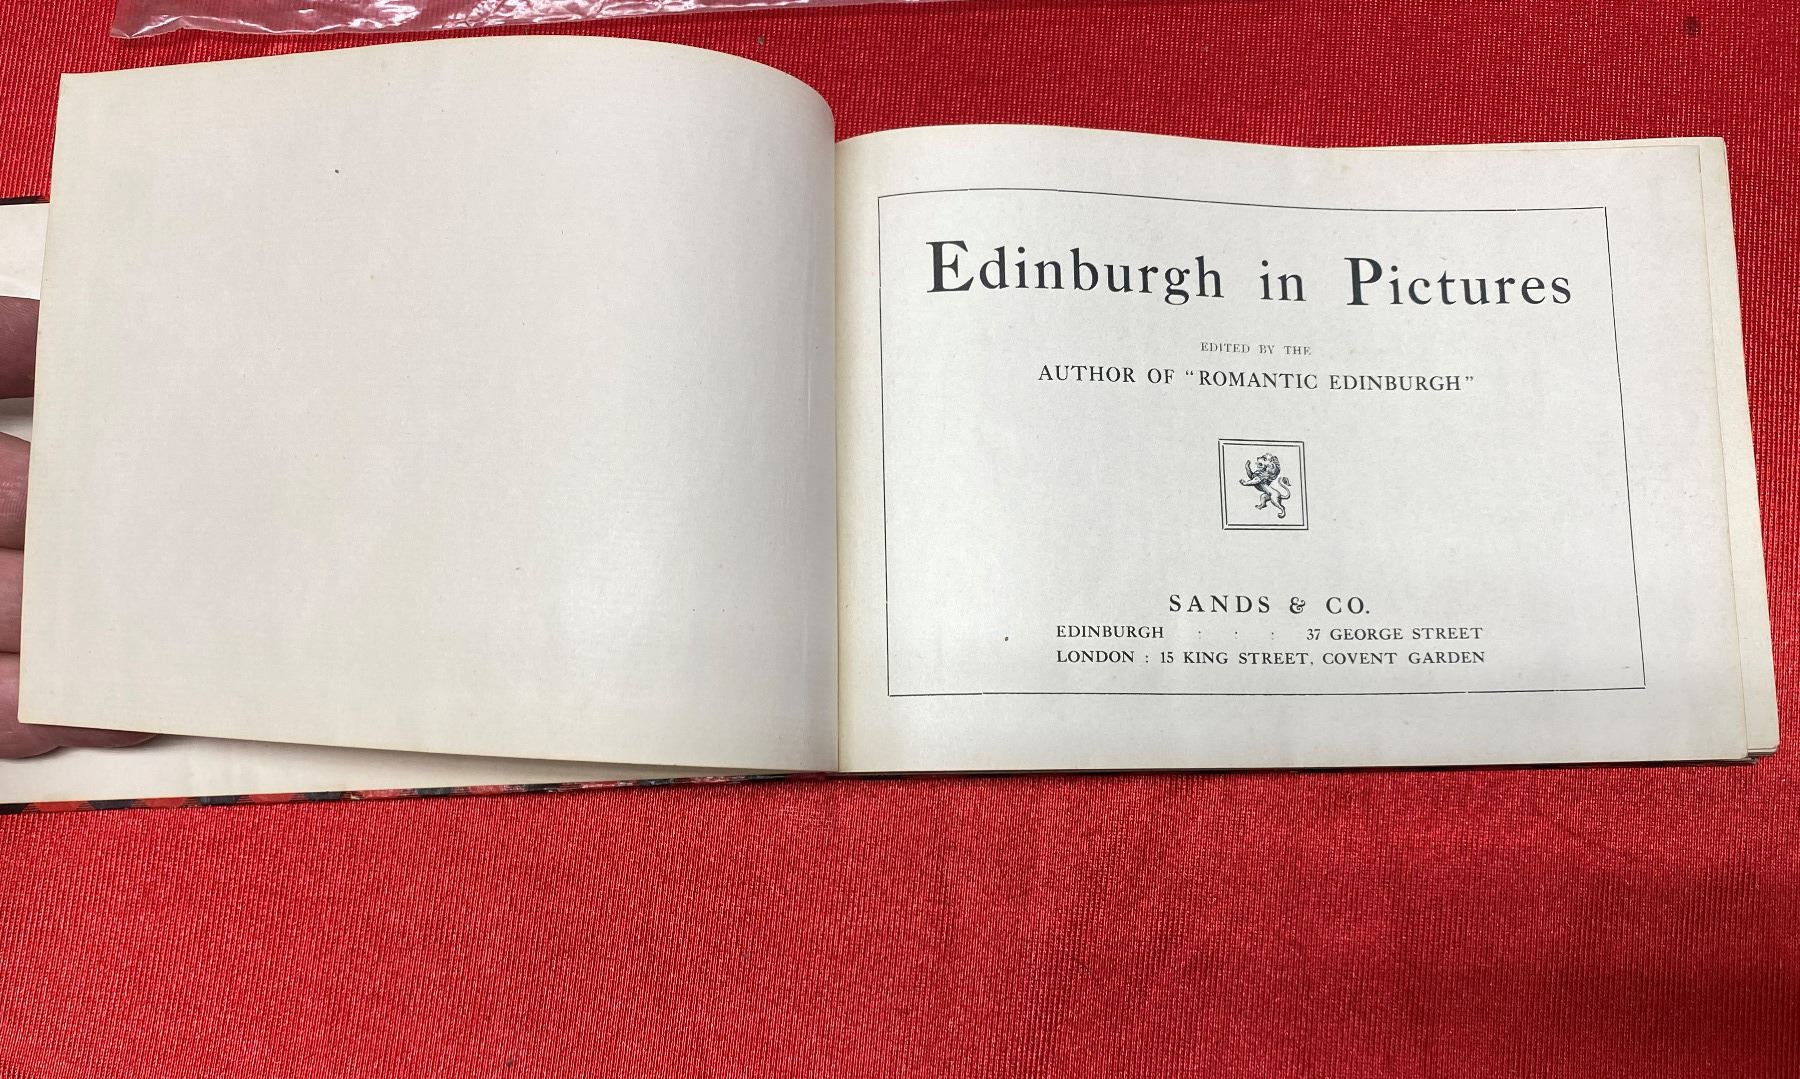 Edinburgh in Pictures
EDITED BY THE
AUTHOR OF “ROMANTIC EDINBURGH”
SANDS & CO.
EDINBURGH : : : 37 GEORGE STREET
LONDON : 15 KING STREET, COVENT GARDEN